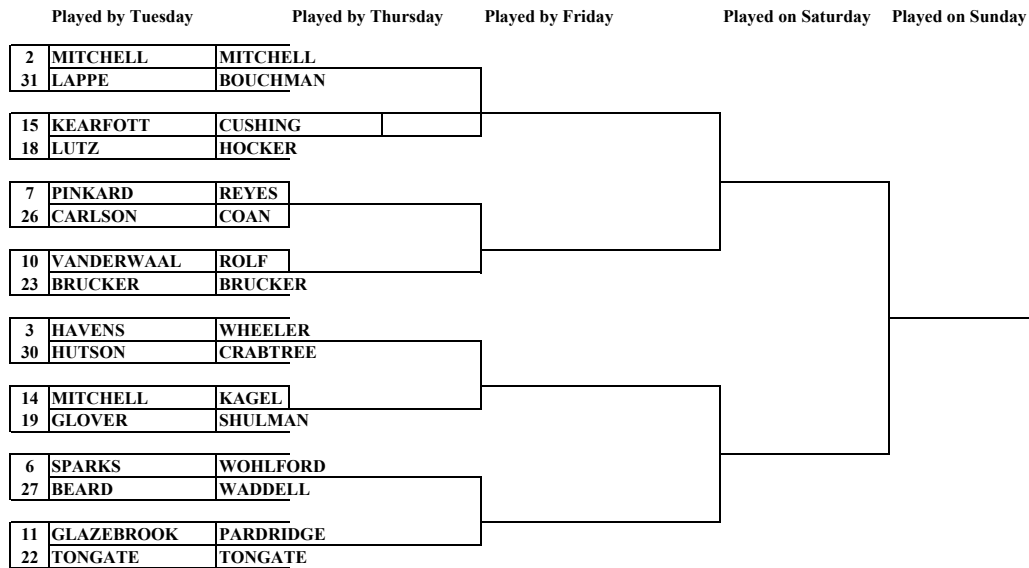 Played by Tuesday Played by Thursday Played by Friday Played on Saturday Played on Sunday
2 MITCHELL MITCHELL
31 LAPPE BOUCHMAN
15 KEARFOTT CUSHING
18 LUTZ HOCKER
7 PINKARD REYES
26 CARLSON COAN
10 VANDERWAAL ROLF
23 BRUCKER BRUCKER
3 HAVENS WHEELER
30 HUTSON CRABTREE
14 MITCHELL KAGEL
19 GLOVER SHULMAN
6 SPARKS WOHLFORD
27 BEARD WADDELL
11 GLAZEBROOK PARDRIDGE
22 TONGATE TONGATE